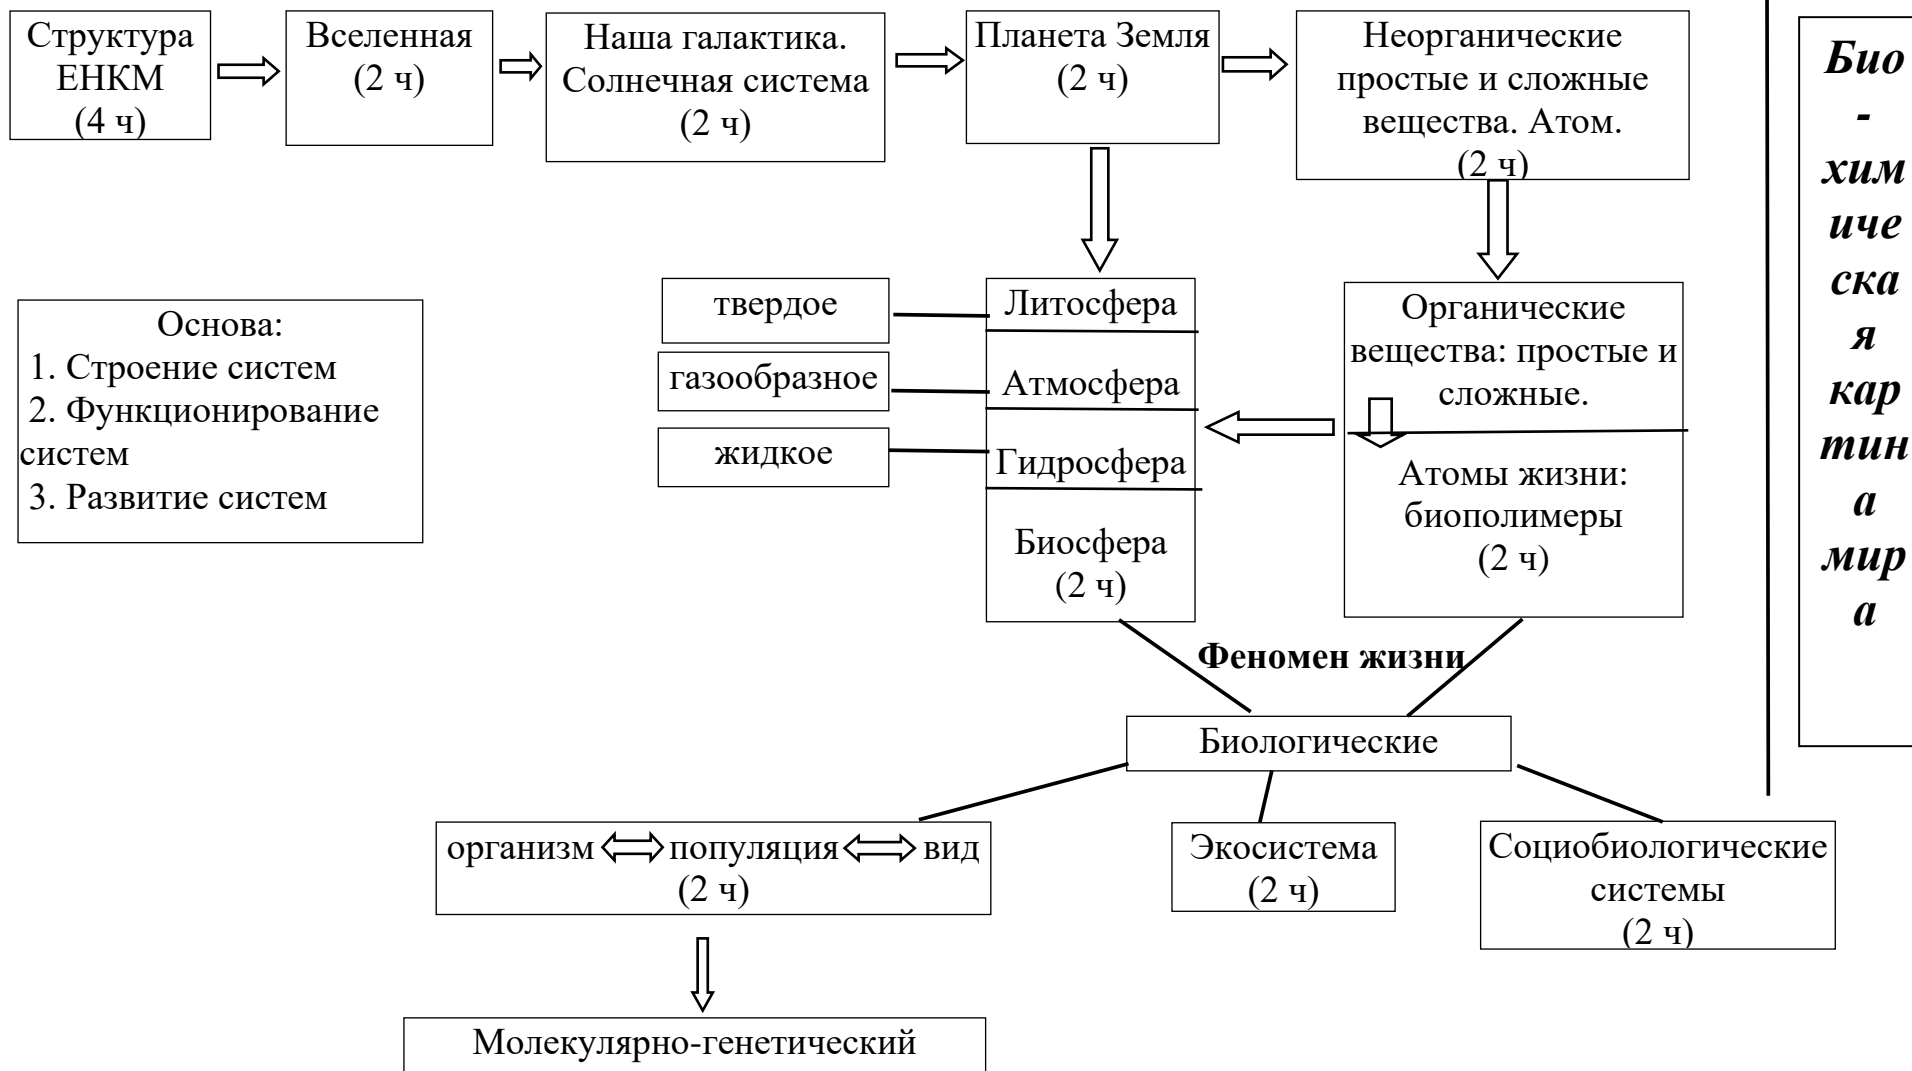 Структура
ЕНКМ
(4 ч)
Вселенная
(2 ч)
Наша галактика.
Солнечная система
(2 ч)
Планета Земля
(2 ч)
Неорганические
простые и сложные
вещества. Атом.
(2 ч)
Био
-
хим
иче
ска
я
кар
тин
а
мир
а
Основа:
1. Строение систем
2. Функционирование
систем
3. Развитие систем
твердое
газообразное
жидкое
Литосфера
Атмосфера
Гидросфера
Биосфера
(2 ч)
Органические
вещества: простые и
сложные.
Атомы жизни:
биополимеры
(2 ч)
Феномен жизни
Биологические
организм популяция вид
(2 ч)
Экосистема
(2 ч)
Социобиологические
системы
(2 ч)
Молекулярно-генетический